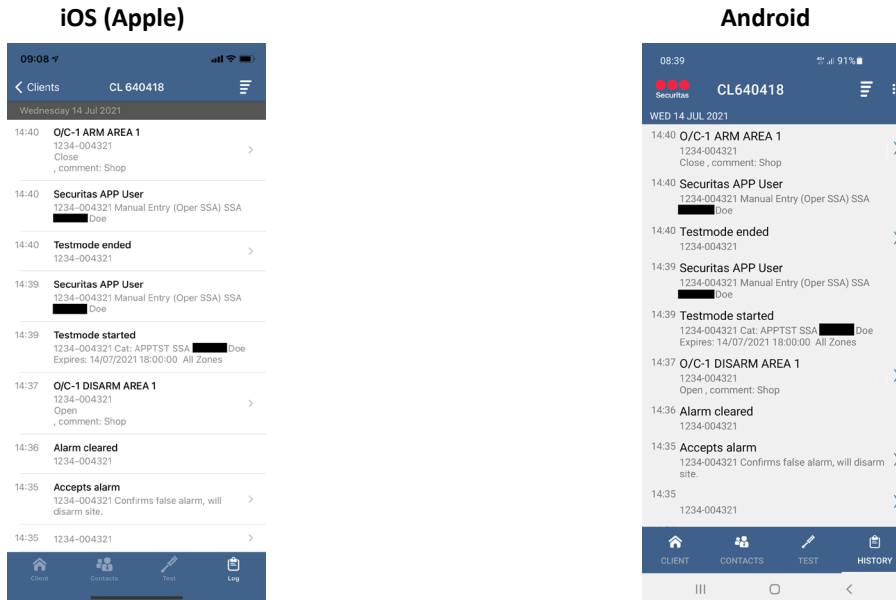 iOS (Apple)
09:08
Clients
CL 640418
Wednesday 14 Jul 2021
14:40 O/C-1 ARM AREA 1
1234-004321
Close
, comment: Shop
14:40 Securitas APP User
1234-004321 Manual Entry (Oper SSA) SSA
Doe
14:40 Testmode ended
1234-004321
14:39 Securitas APP User
1234-004321 Manual Entry (Oper SSA) SSA
Doe
14:39 Testmode started
1234-004321 Cat: APPTST SSA Doe
Expires: 14/07/2021 18:00:00 All Zones
14:37 O/C-1 DISARM AREA 1
1234-004321
Open
, comment: Shop
14:36 Alarm cleared
1234-004321
14:35 Accepts alarm
1234-004321 Confirms false alarm, will
disarm site.
14:35 1234-004321
Client Contacts Test Log
Android
08:39 91%
Securitas
CL640418
WED 14 JUL 2021
14:40 O/C-1 ARM AREA 1
1234-004321
Close , comment: Shop
14:40 Securitas APP User
1234-004321 Manual Entry (Oper SSA) SSA
Doe
14:40 Testmode ended
1234-004321
14:39 Securitas APP User
1234-004321 Manual Entry (Oper SSA) SSA
Doe
14:39 Testmode started
1234-004321 Cat: APPTST SSA Doe
Expires: 14/07/2021 18:00:00 All Zones
14:37 O/C-1 DISARM AREA 1
1234-004321
Open , comment: Shop
14:36 Alarm cleared
1234-004321
14:35 Accepts alarm
1234-004321 Confirms false alarm, will disarm
site.
14:35
1234-004321
CLIENT CONTACTS TEST HISTORY